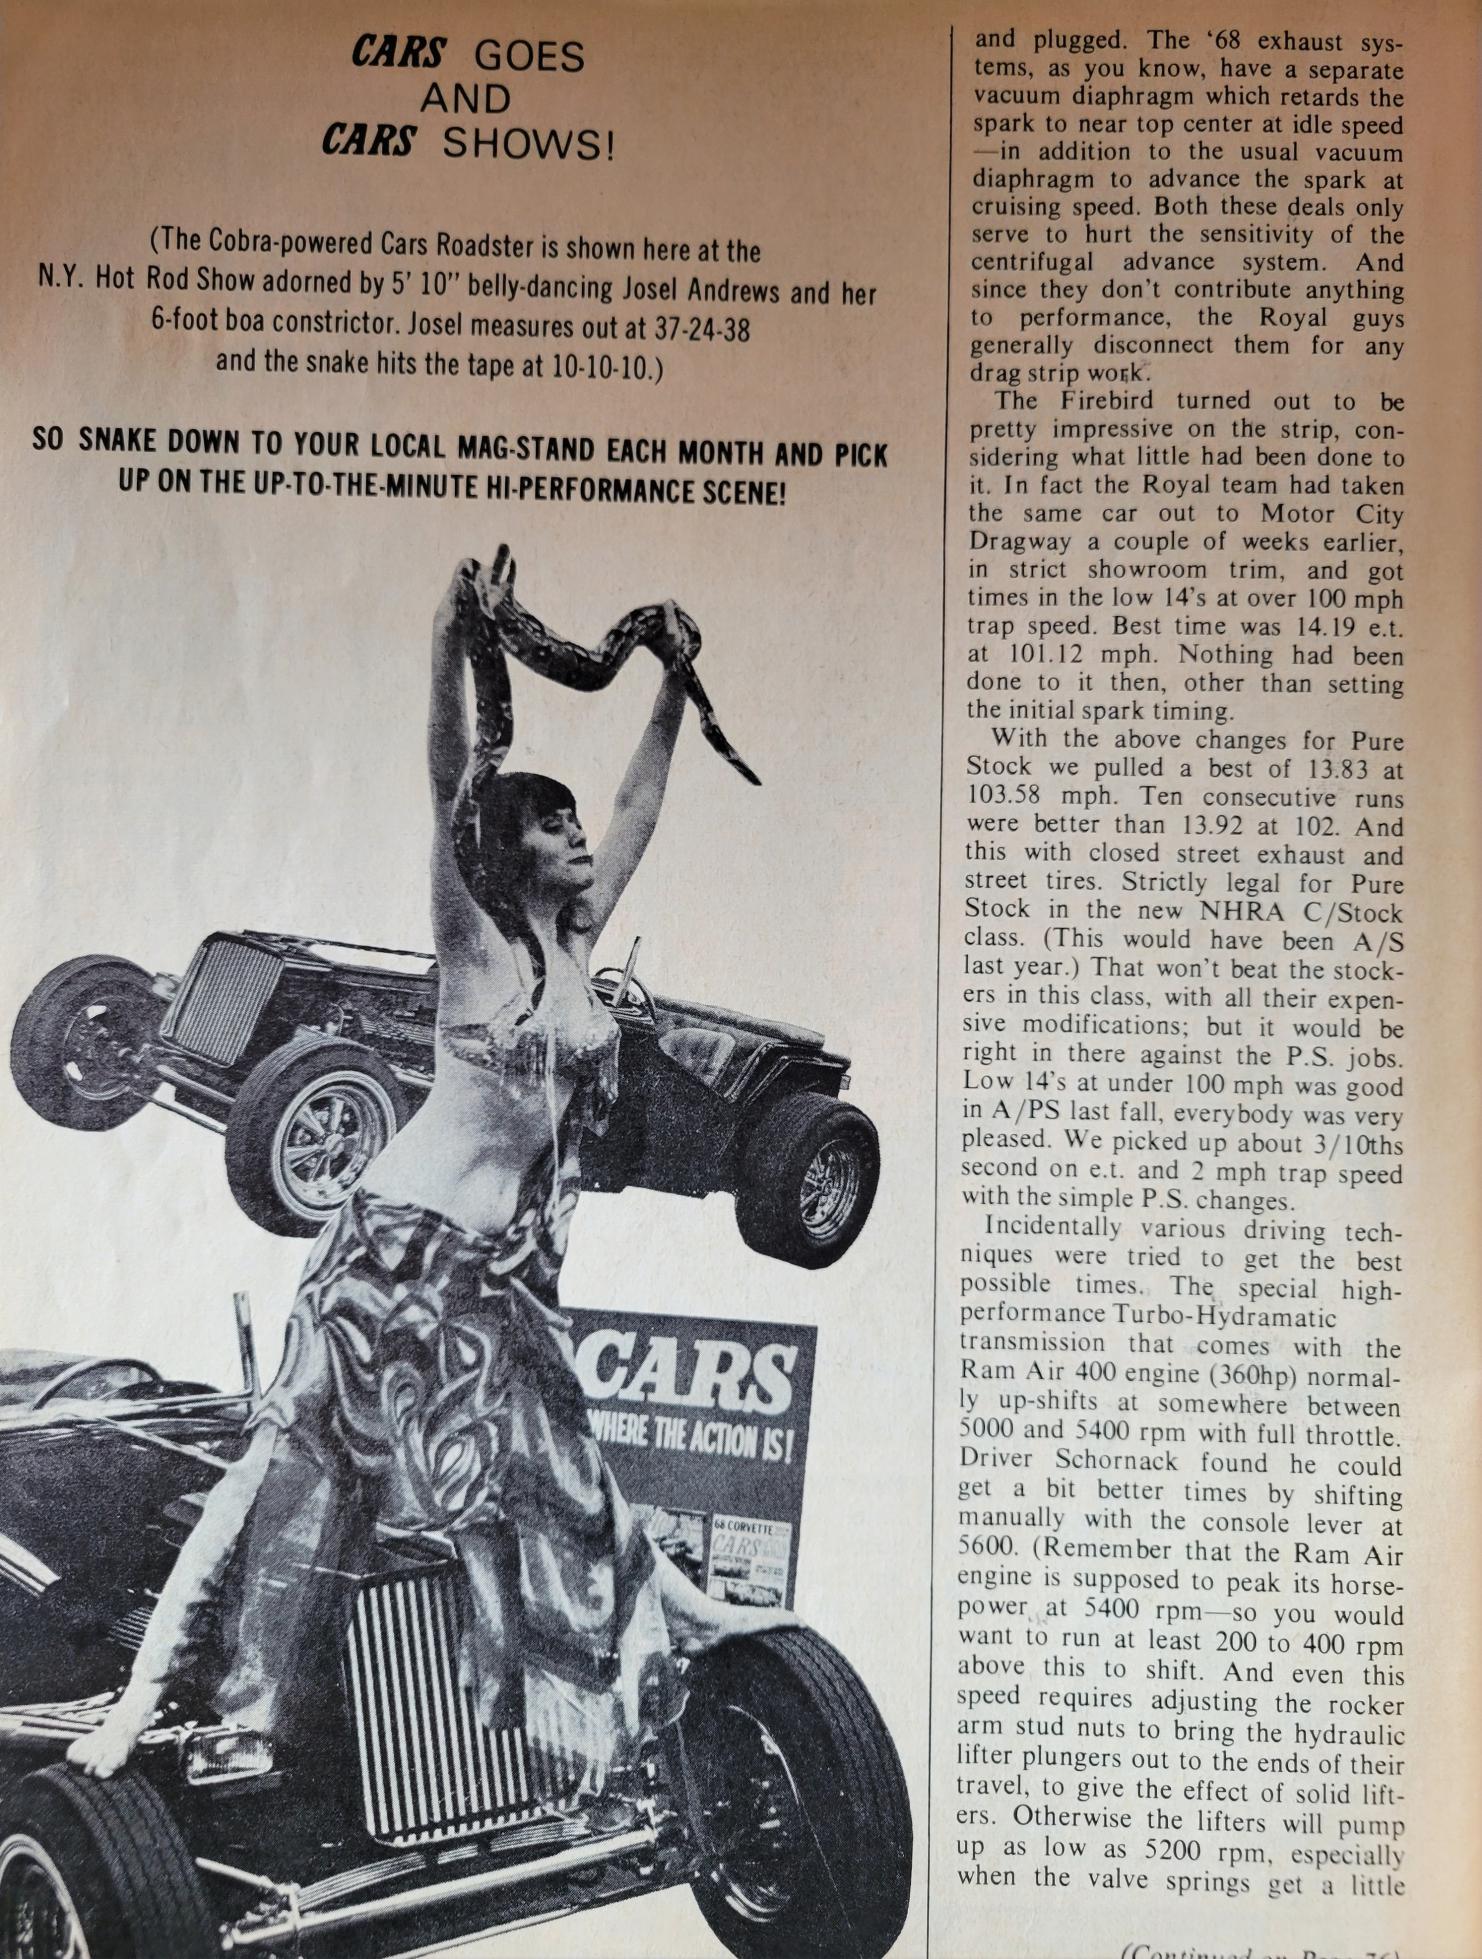 CARS GOES
AND
CARS SHOWS!
(The Cobra-powered Cars Roadster is shown here at the
N.Y. Hot Rod Show adorned by 5' 10" belly-dancing Josel Andrews and her
6-foot boa constrictor. Josel measures out at 37-24-38
and the snake hits the tape at 10-10-10.)
SO SNAKE DOWN TO YOUR LOCAL MAG-STAND EACH MONTH AND PICK
UP ON THE UP-TO-THE-MINUTE HI-PERFORMANCE SCENE!
CARS
WHERE THE ACTION IS!
68 CORVETTE
CARS
and plugged. The ‘68 exhaust sys-
tems, as you know, have a separate
vacuum diaphragm which retards the
spark to near top center at idle speed
—in addition to the usual vacuum
diaphragm to advance the spark at
cruising speed. Both these deals only
serve to hurt the sensitivity of the
centrifugal advance system. And
since they don't contribute anything
to performance, the Royal guys
generally disconnect them for any
drag strip work.
The Firebird turned out to be
pretty impressive on the strip, con-
sidering what little had been done to
it. In fact the Royal team had taken
the same car out to Motor City
Dragway a couple of weeks earlier,
in strict showroom trim, and got
times in the low 14's at over 100 mph
trap speed. Best time was 14.19 e.t.
at 101.12 mph. Nothing had been
done to it then, other than setting
the initial spark timing.
With the above changes for Pure
Stock we pulled a best of 13.83 at
103.58 mph. Ten consecutive runs
were better than 13.92 at 102. And
this with closed street exhaust and
street tires. Strictly legal for Pure
Stock in the new NHRA C/Stock
class. (This would have been A/S
last year.) That won't beat the stock-
ers in this class, with all their expen-
sive modifications; but it would be
right in there against the P.S. jobs.
Low 14's at under 100 mph was good
in A/PS last fall, everybody was very
pleased. We picked up about 3/10ths
second on e.t. and 2 mph trap speed
with the simple P.S. changes.
Incidentally various driving tech-
niques were tried to get the best
possible times. The special high-
performance Turbo-Hydramatic
transmission that comes with the
Ram Air 400 engine (360hp) normal-
ly up-shifts at somewhere between
5000 and 5400 rpm with full throttle.
Driver Schornack found he could
get a bit better times by shifting
manually with the console lever at
5600. (Remember that the Ram Air
engine is supposed to peak its horse-
power at 5400 rpm—so you would
want to run at least 200 to 400 rpm
above this to shift. And even this
speed requires adjusting the rocker
arm stud nuts to bring the hydraulic
lifter plungers out to the ends of their
travel, to give the effect of solid lift-
ers. Otherwise the lifters will pump
up as low as 5200 rpm, especially
when the valve springs get a little
(Continued on Page 76)